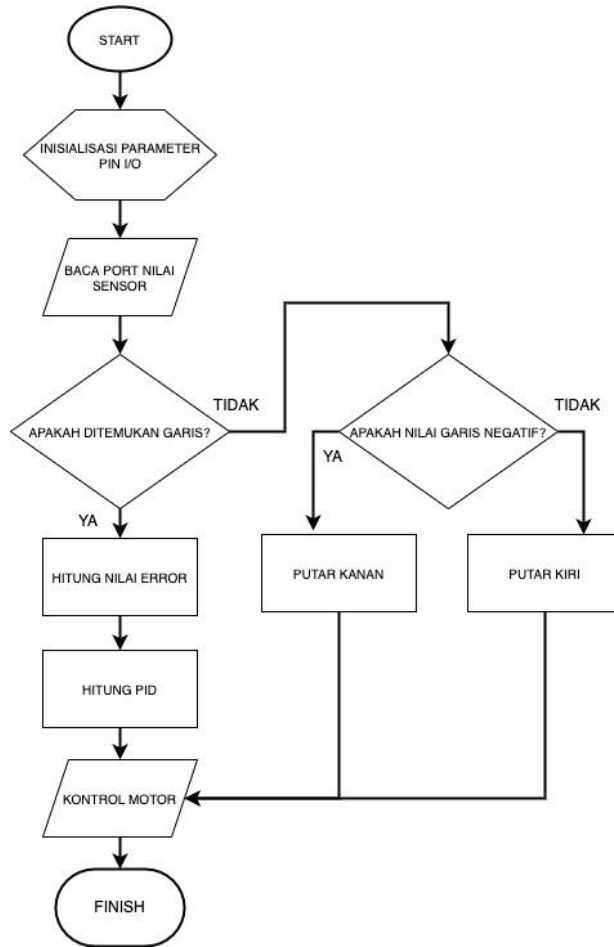 START
INISIALISASI PARAMETER
PIN I/O
BACA PORT NILAI
SENSOR
APAKAH DITEMUKAN GARIS?
TIDAK
YA
APAKAH NILAI GARIS NEGATIF?
YA
TIDAK
HITUNG NILAI ERROR
PUTAR KANAN
PUTAR KIRI
HITUNG PID
KONTROL MOTOR
FINISH